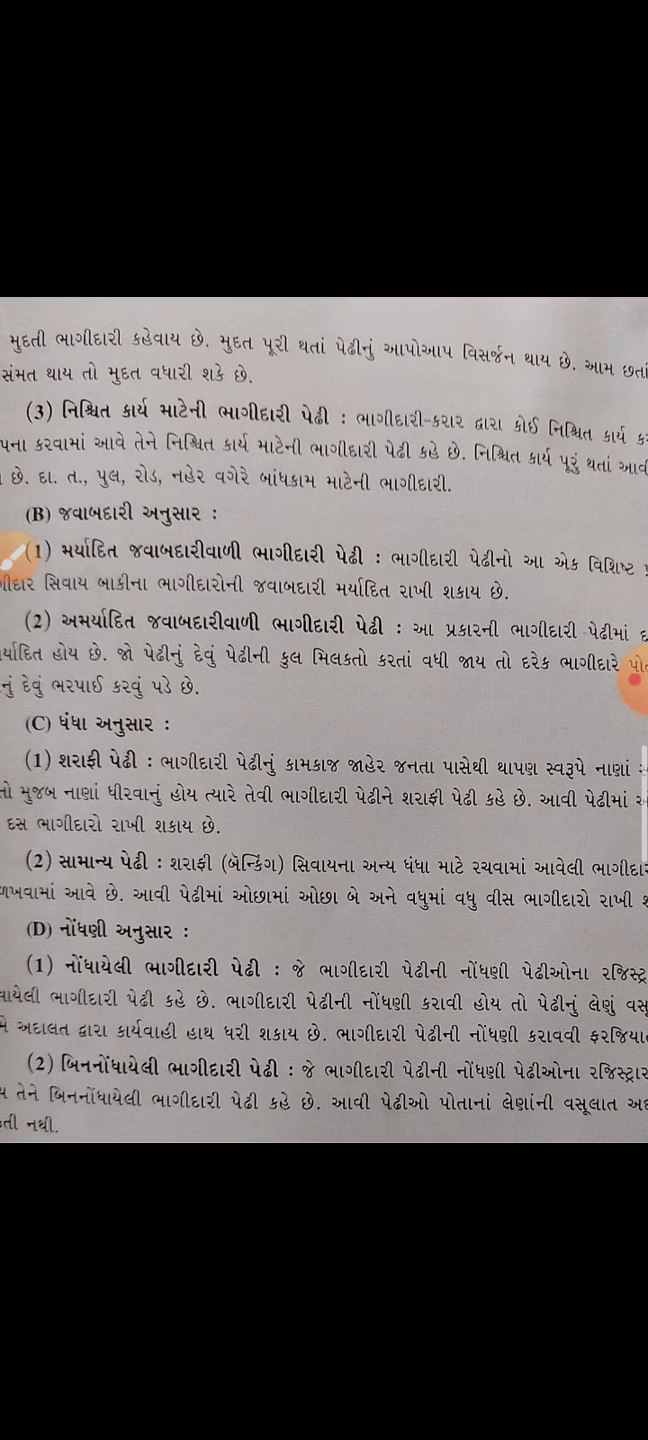 મુદતી ભાગીદારી કહેવાય છે. મુદત પૂરી થતાં પેઢીનું આપોઆપ વિસર્જન થાય છે. આમ છતાં
સંમત થાય તો મુદત વધારી શકે છે.
(3) નિશ્ચિત કાર્ય માટેની ભાગીદારી પેઢી : ભાગીદારી-કરાર દ્વારા કોઈ નિશ્ચિત કાર્ય
કરવામાં આવે તેને નિશ્ચિત કાર્ય માટેની ભાગીદારી પેઢી કહે છે. નિશ્ચિત કાર્ય પૂરું થતાં
છે. દા. ત., પુલ, રોડ, નહેર વગેરે બાંધકામ માટેની ભાગીદારી.
(B) જવાબદારી અનુસાર :
(1) મર્યાદિત જવાબદારીવાળી ભાગીદારી પેઢી : ભાગીદારી પેઢીનો આ એક વિશિષ્ટ
સિવાય બાકીના ભાગીદારોની જવાબદારી મર્યાદિત રાખી શકાય છે.
(2) અમર્યાદિત જવાબદારીવાળી ભાગીદારી પેઢી : આ પ્રકારની ભાગીદારી પેઢીમાં
હોય છે. જો પેઢીનું દેવું પેઢીની કુલ મિલકતો કરતાં વધી જાય તો દરેક ભાગીદારે
દેવું ભરપાઈ કરવું પડે છે.
(C) ધંધા અનુસાર :
(1) શરાફી પેઢી : ભાગીદારી પેઢીનું કામકાજ જાહેર જનતા પાસેથી થાપણ સ્વરૂપે નાણાં
મુજબ નાણાં ધીરવાનું હોય ત્યારે તેવી ભાગીદારી પેઢીને શરાફી પેઢી કહે છે. આવી પેઢીમાં
દસ ભાગીદારો રાખી શકાય છે.
(2) સામાન્ય પેઢી : શરાફી (બૅન્કિંગ) સિવાયના અન્ય ધંધા માટે રચવામાં આવેલી
આવે છે. આવી પેઢીમાં ઓછામાં ઓછા બે અને વધુમાં વધુ વીસ ભાગીદારો રાખી
(D) નોંધણી અનુસાર :
(1) નોંધાયેલી ભાગીદારી પેઢી : જે ભાગીદારી પેઢીની નોંધણી પેઢીઓના
ભાગીદારી પેઢી કહે છે. ભાગીદારી પેઢીની નોંધણી કરાવી હોય તો પેઢીનું લેણું
અદાલત દ્વારા કાર્યવાહી હાથ ધરી શકાય છે. ભાગીદારી પેઢીની નોંધણી કરાવવી
(2) બિનનોંધાયેલી ભાગીદારી પેઢી : જે ભાગીદારી પેઢીની નોંધણી પેઢીઓના
તેને બિનનોંધાયેલી ભાગીદારી પેઢી કહે છે. આવી પેઢીઓ પોતાનાં લેણાંની વસૂલાત
નથી.